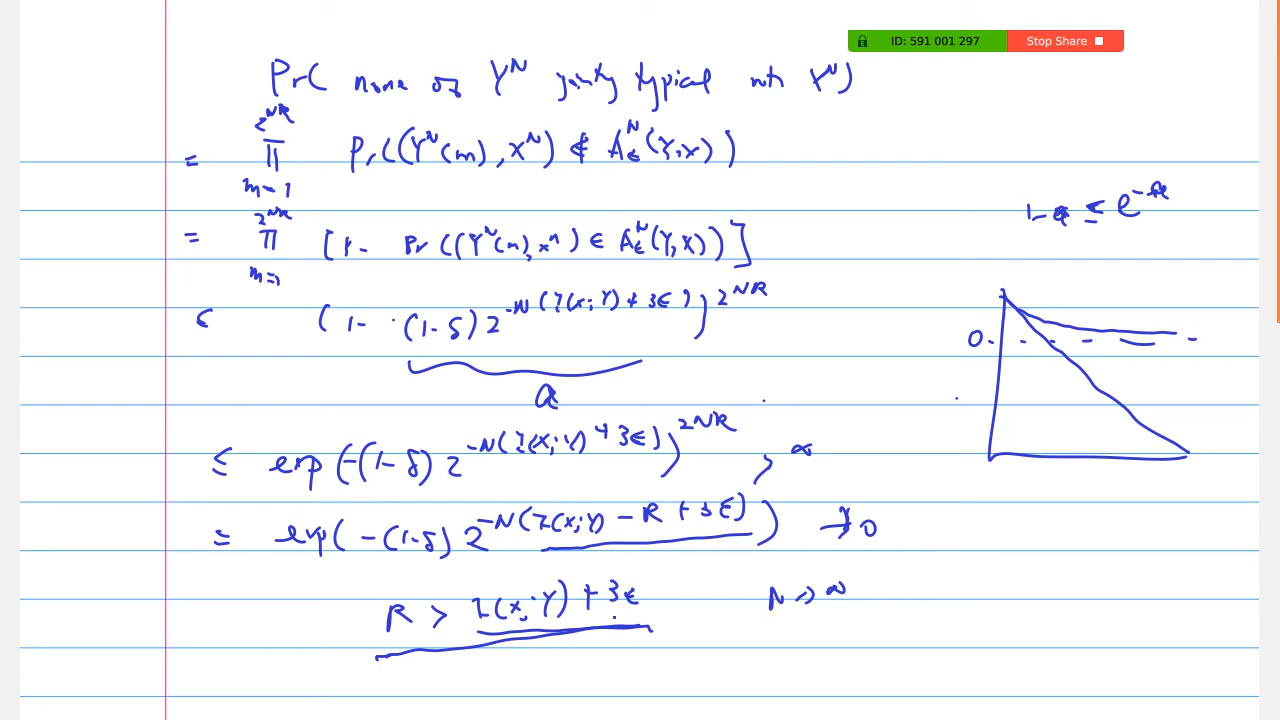 ID: 591 001 297 Stop Share
Pr( none of Y^N jointly typical with X^N)
= ∏_{m=1}^{2^{NR}} Pr((Y^N(m), X^N) ∉ A_ε^N(Y,X))
= ∏_{m=1}^{2^{NR}} [1 - Pr((Y^N(m), X^N) ∈ A_ε^N(Y,X))]
1-a ≤ e^{-a}
≤ (1 - (1-δ) 2^{-N(I(X;Y)+3ε)})^{2^{NR}}
a
0
≤ exp(-(1-δ) 2^{-N(I(X;Y)+3ε)})^{2^{NR}}
= exp(-(1-δ) 2^{-N(I(X;Y)-R+3ε)}) → 0
R > I(X;Y)+3ε N → ∞